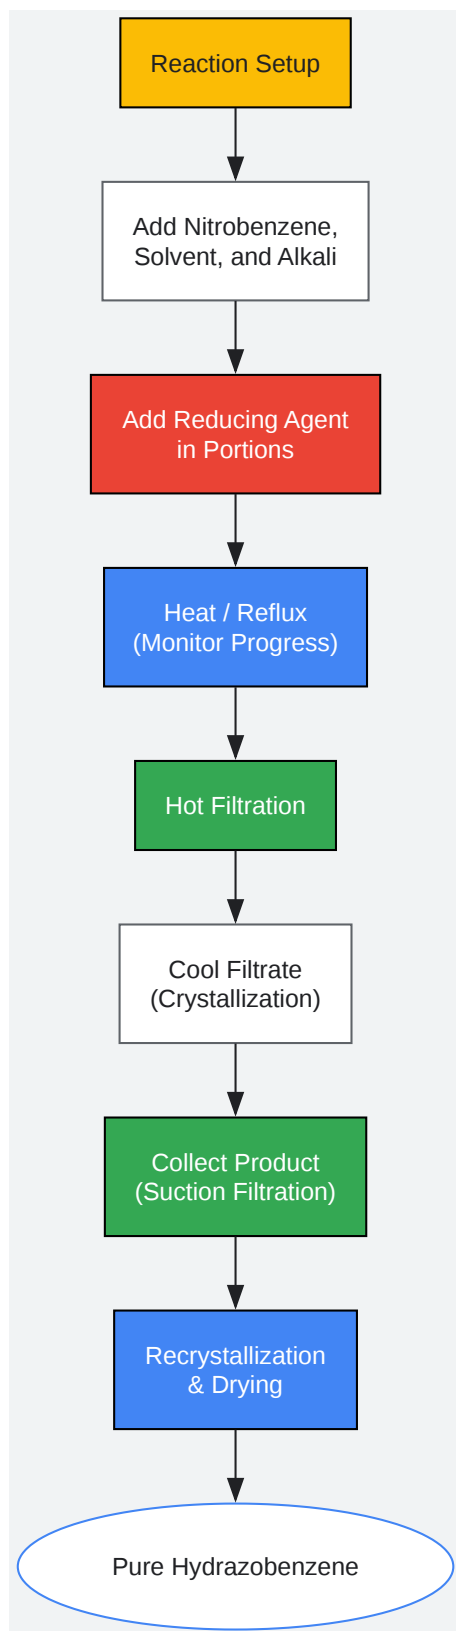 Reaction Setup
Add Nitrobenzene,
Solvent, and Alkali
Add Reducing Agent
in Portions
Heat / Reflux
(Monitor Progress)
Hot Filtration
Cool Filtrate
(Crystallization)
Collect Product
(Suction Filtration)
Recrystallization
& Drying
Pure Hydrazobenzene